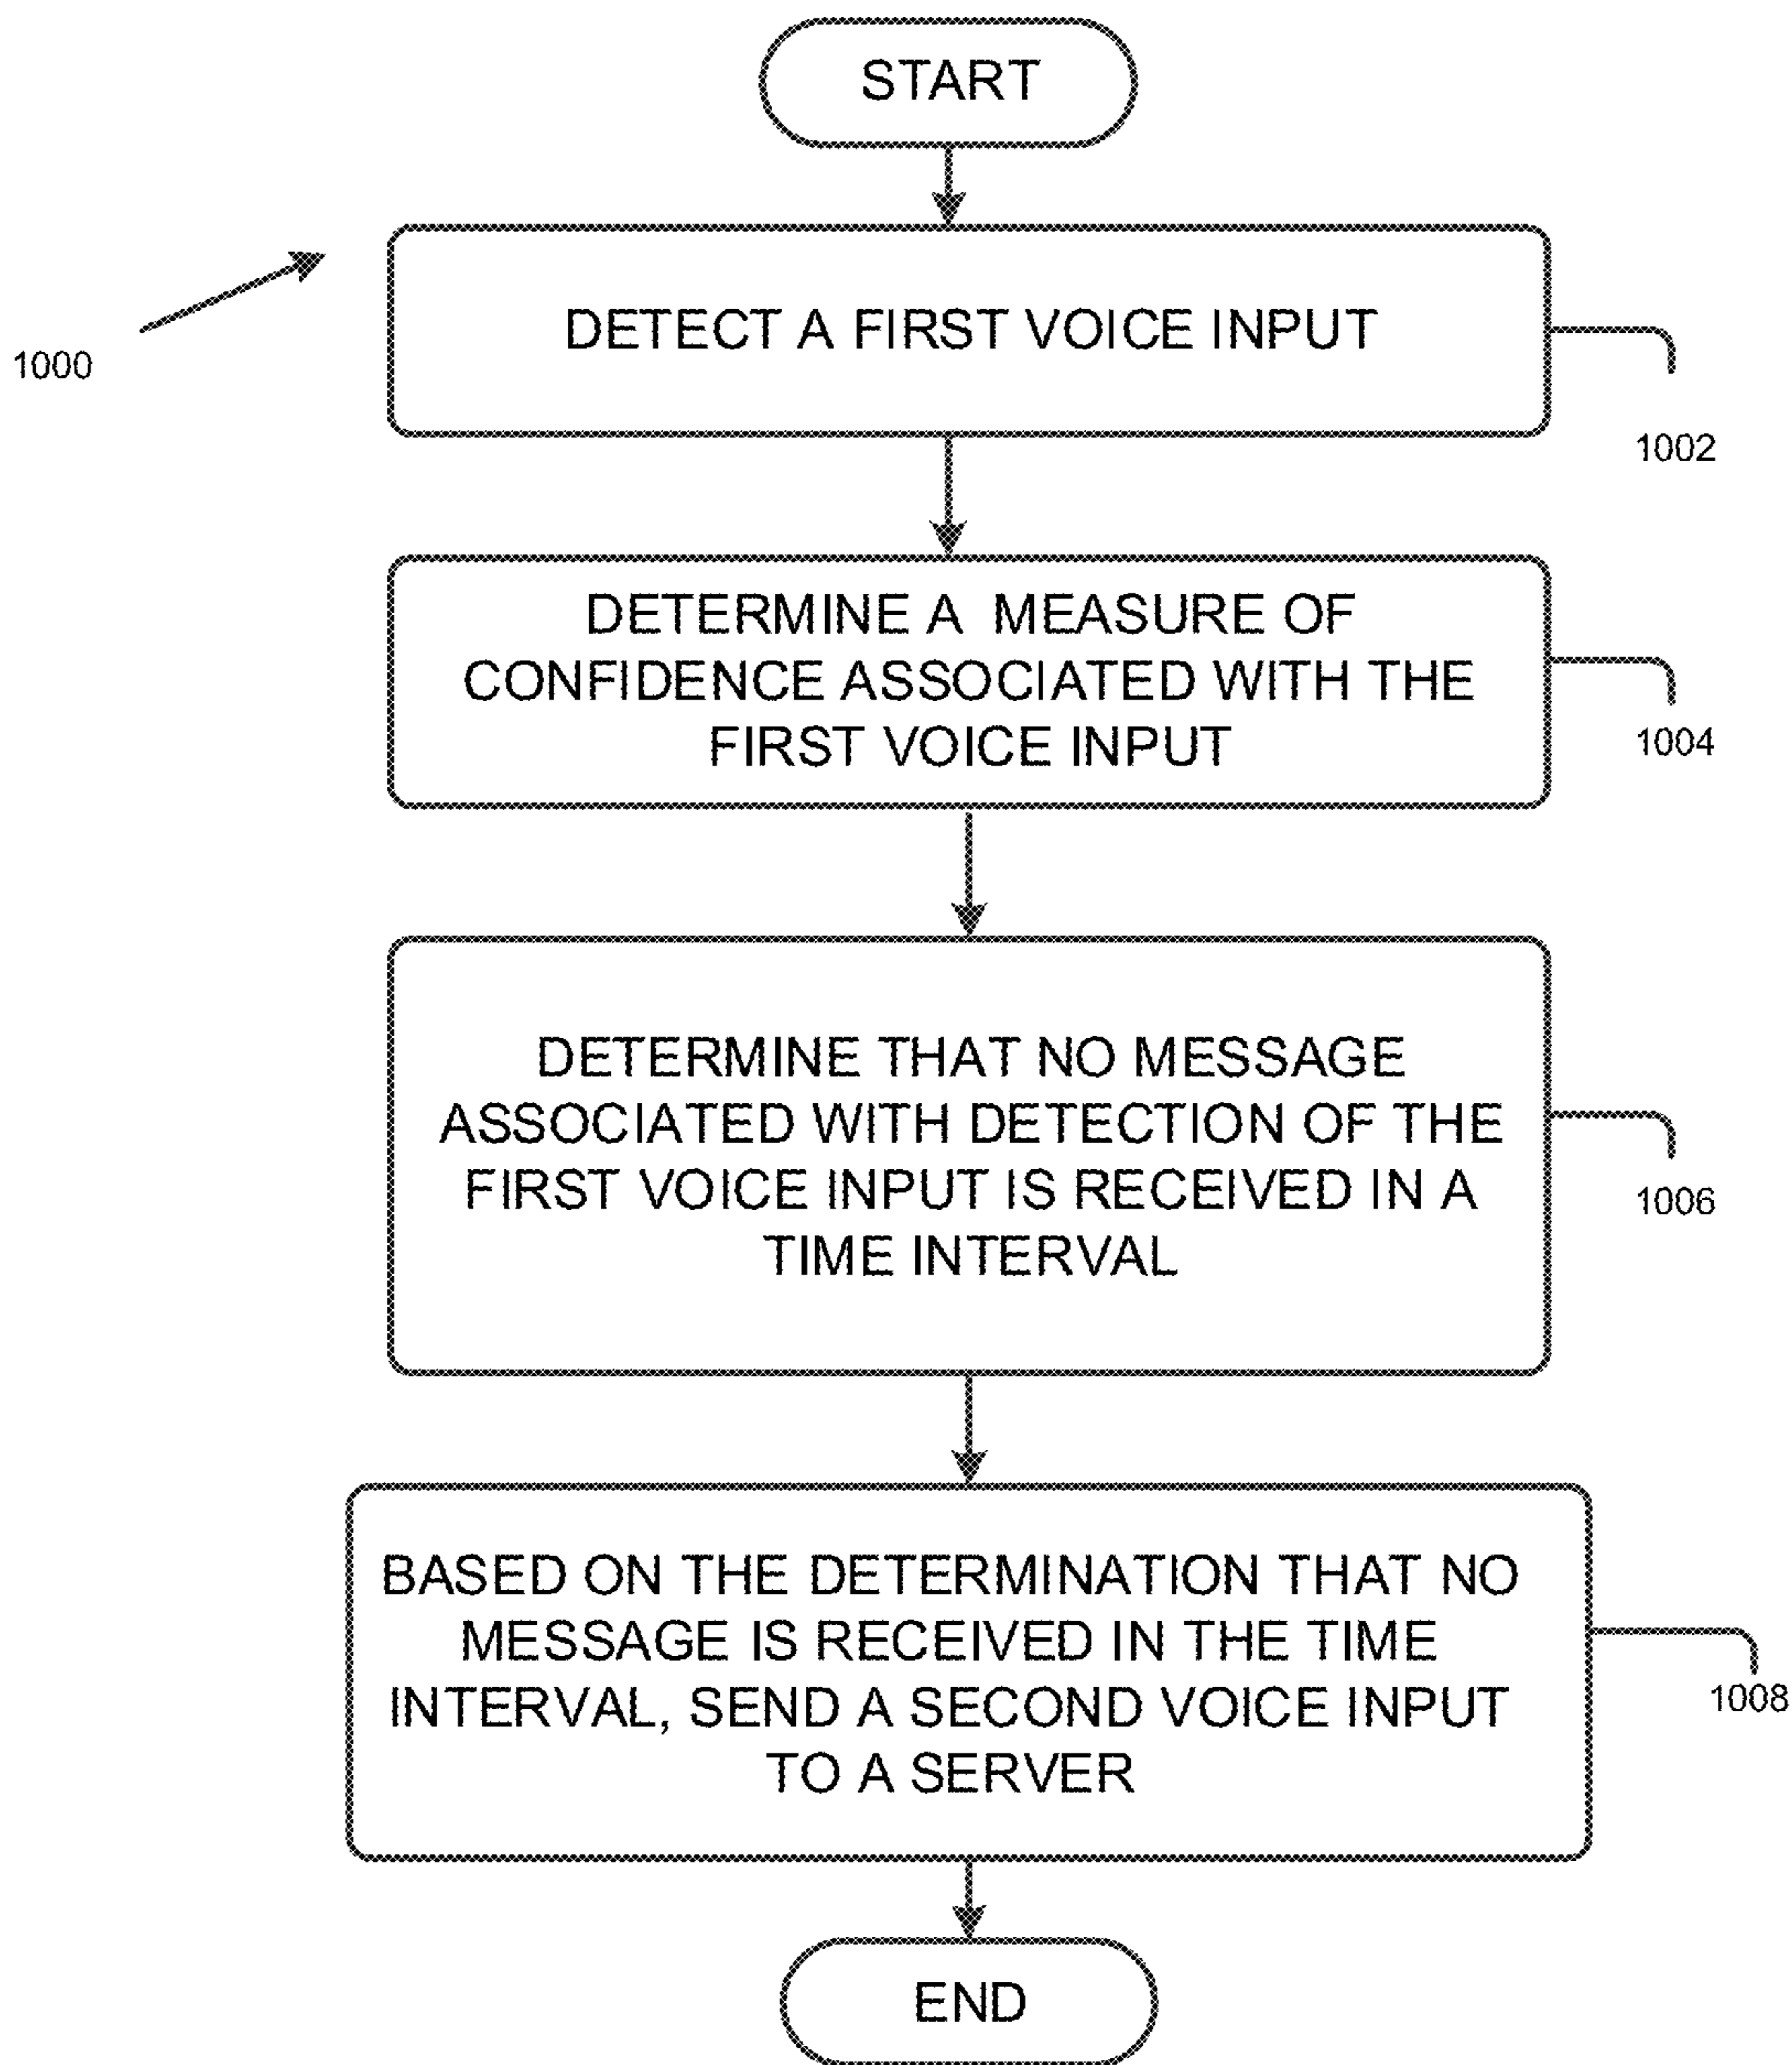 START
1000
DETECT A FIRST VOICE INPUT
1002
DETERMINE A MEASURE OF
CONFIDENCE ASSOCIATED WITH THE
FIRST VOICE INPUT
1004
DETERMINE THAT NO MESSAGE
ASSOCIATED WITH DETECTION OF THE
FIRST VOICE INPUT IS RECEIVED IN A
TIME INTERVAL
1006
BASED ON THE DETERMINATION THAT NO
MESSAGE IS RECEIVED IN THE TIME
INTERVAL, SEND A SECOND VOICE INPUT
TO A SERVER
1008
END